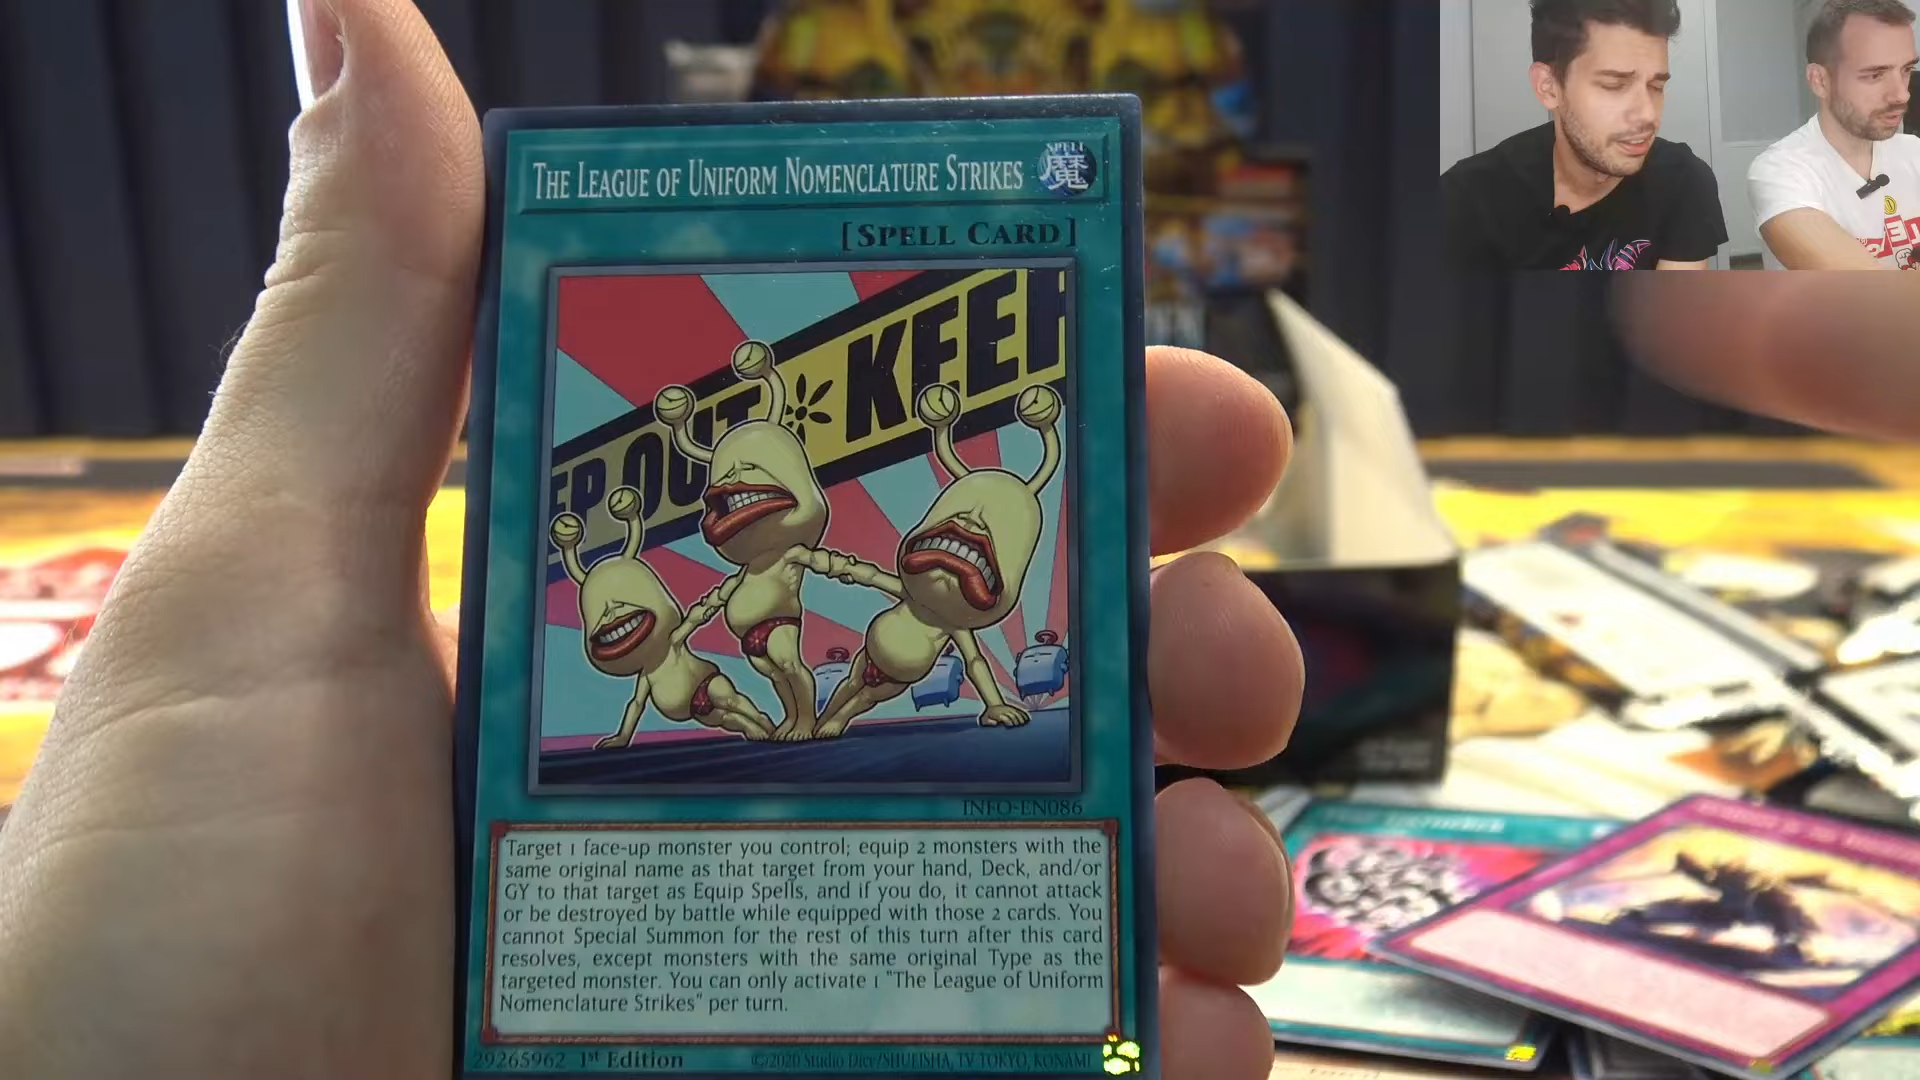 THE LEAGUE OF UNIFORM NOMENCLATURE STRIKES
SPELL
魔
[SPELL CARD]
EP OUT KEEP
INFO-EN086
Target 1 face-up monster you control; equip 2 monsters with the
same original name as that target from your hand, Deck, and/or
GY to that target as Equip Spells, and if you do, it cannot attack
or be destroyed by battle while equipped with those 2 cards. You
cannot Special Summon for the rest of this turn after this card
resolves, except monsters with the same original Type as the
targeted monster. You can only activate 1 "The League of Uniform
Nomenclature Strikes" per turn.
29265962 1st Edition
©2020 Studio Dice/SHUEISHA, TV TOKYO, KONAMI